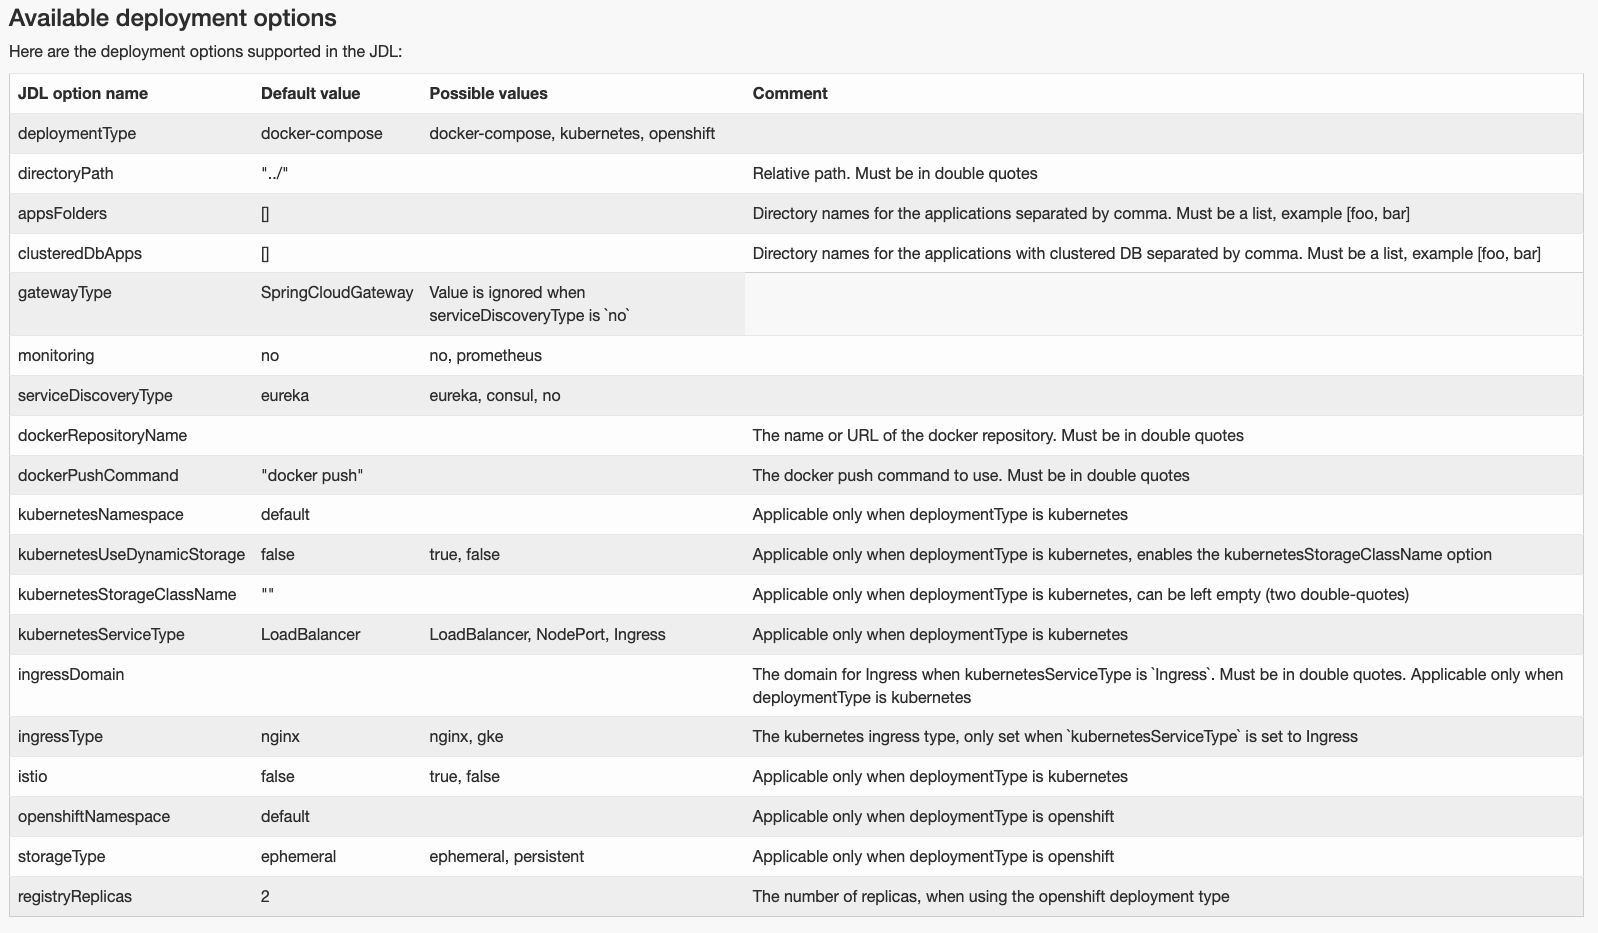 Available deployment options
Here are the deployment options supported in the JDL:
JDL option name Default value Possible values Comment
deploymentType docker-compose docker-compose, kubernetes, openshift
directoryPath "../" Relative path. Must be in double quotes
appsFolders [] Directory names for the applications separated by comma. Must be a list, example [foo, bar]
clusteredDbApps [] Directory names for the applications with clustered DB separated by comma. Must be a list, example [foo, bar]
gatewayType SpringCloudGateway Value is ignored when
serviceDiscoveryType is `no`
monitoring no no, prometheus
serviceDiscoveryType eureka eureka, consul, no
dockerRepositoryName The name or URL of the docker repository. Must be in double quotes
dockerPushCommand "docker push" The docker push command to use. Must be in double quotes
kubernetesNamespace default Applicable only when deploymentType is kubernetes
kubernetesUseDynamicStorage false true, false Applicable only when deploymentType is kubernetes, enables the kubernetesStorageClassName option
kubernetesStorageClassName "" Applicable only when deploymentType is kubernetes, can be left empty (two double-quotes)
kubernetesServiceType LoadBalancer LoadBalancer, NodePort, Ingress Applicable only when deploymentType is kubernetes
ingressDomain The domain for Ingress when kubernetesServiceType is `Ingress`. Must be in double quotes. Applicable only when
deploymentType is kubernetes
ingressType nginx nginx, gke The kubernetes ingress type, only set when `kubernetesServiceType` is set to Ingress
istio false true, false Applicable only when deploymentType is kubernetes
openshiftNamespace default Applicable only when deploymentType is openshift
storageType ephemeral ephemeral, persistent Applicable only when deploymentType is openshift
registryReplicas 2 The number of replicas, when using the openshift deployment type